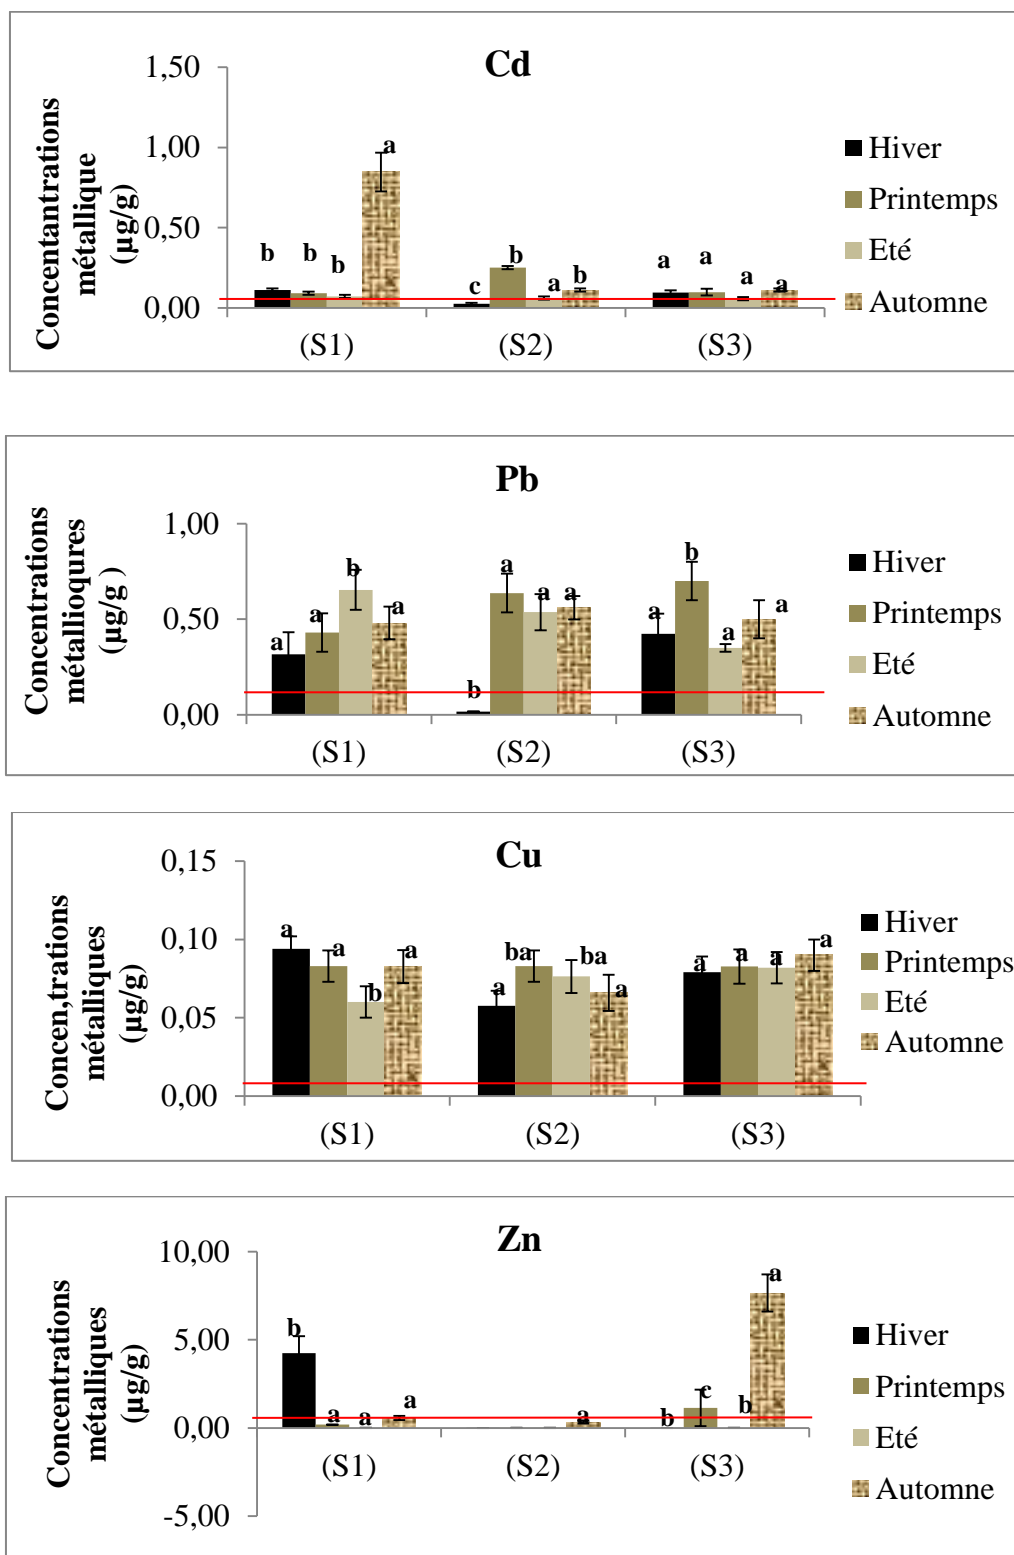 Cd
Concentantrations
métallique
((µg/g)
1,50
1,00
0,50
0,00
b
b
b
a
c
b
a
b
a
a
a
a
(S1)
(S2)
(S3)
Hiver
Printemps
Eté
Automne
Pb
Concentrations
métallioqures
(µg/g )
1,00
0,50
0,00
a
a
b
a
b
a
a
a
a
b
a
a
(S1)
(S2)
(S3)
Hiver
Printemps
Eté
Automne
Cu
Concen,trations
métalliques
(µg/g)
0,15
0,10
0,05
0,00
a
a
b
a
a
ba
ba
a
a
a
a
a
(S1)
(S2)
(S3)
Hiver
Printemps
Eté
Automne
Zn
Concentrations
métalliques
(µg/g)
10,00
5,00
0,00
-5,00
b
a
a
a
a
b
c
b
a
(S1)
(S2)
(S3)
Hiver
Printemps
Eté
Automne